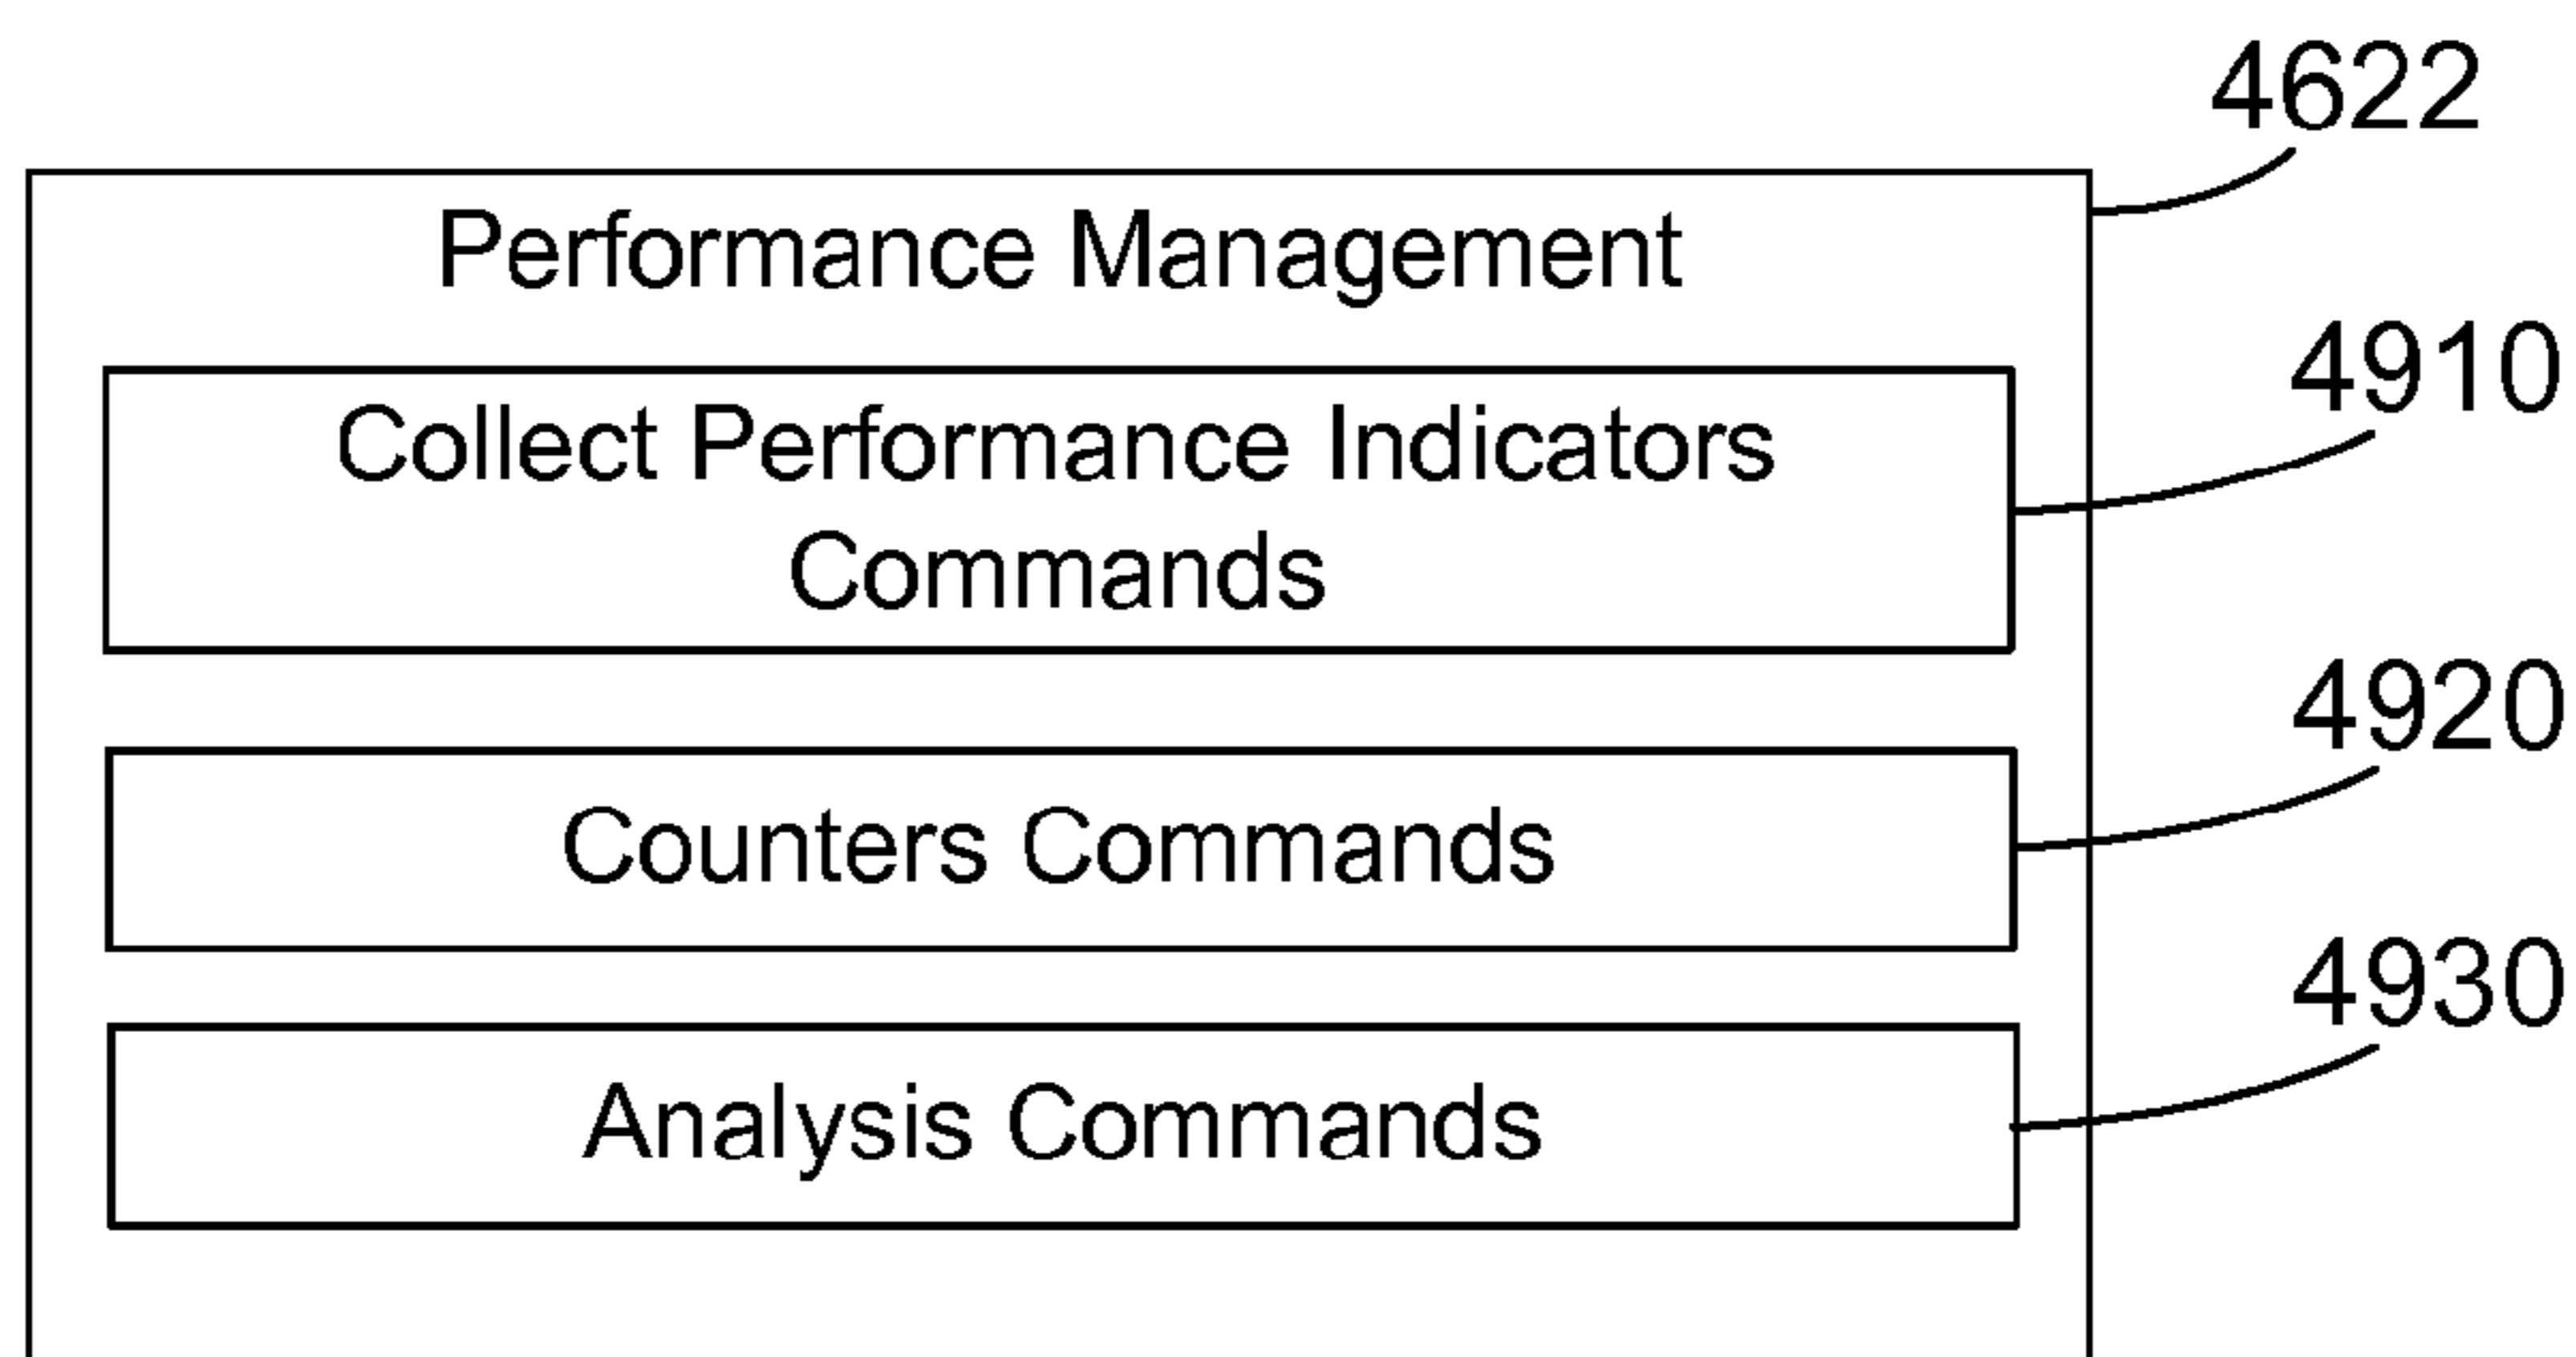 4622
Performance Management
4910
Collect Performance Indicators
Commands
4920
Counters Commands
4930
Analysis Commands